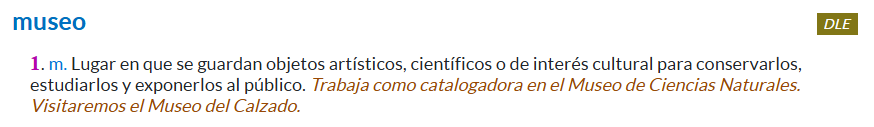 museo DLE
1. m. Lugar en que se guardan objetos artísticos, científicos o de interés cultural para conservarlos,
estudiarlos y exponerlos al público. Trabaja como catalogadora en el Museo de Ciencias Naturales.
Visitaremos el Museo del Calzado.